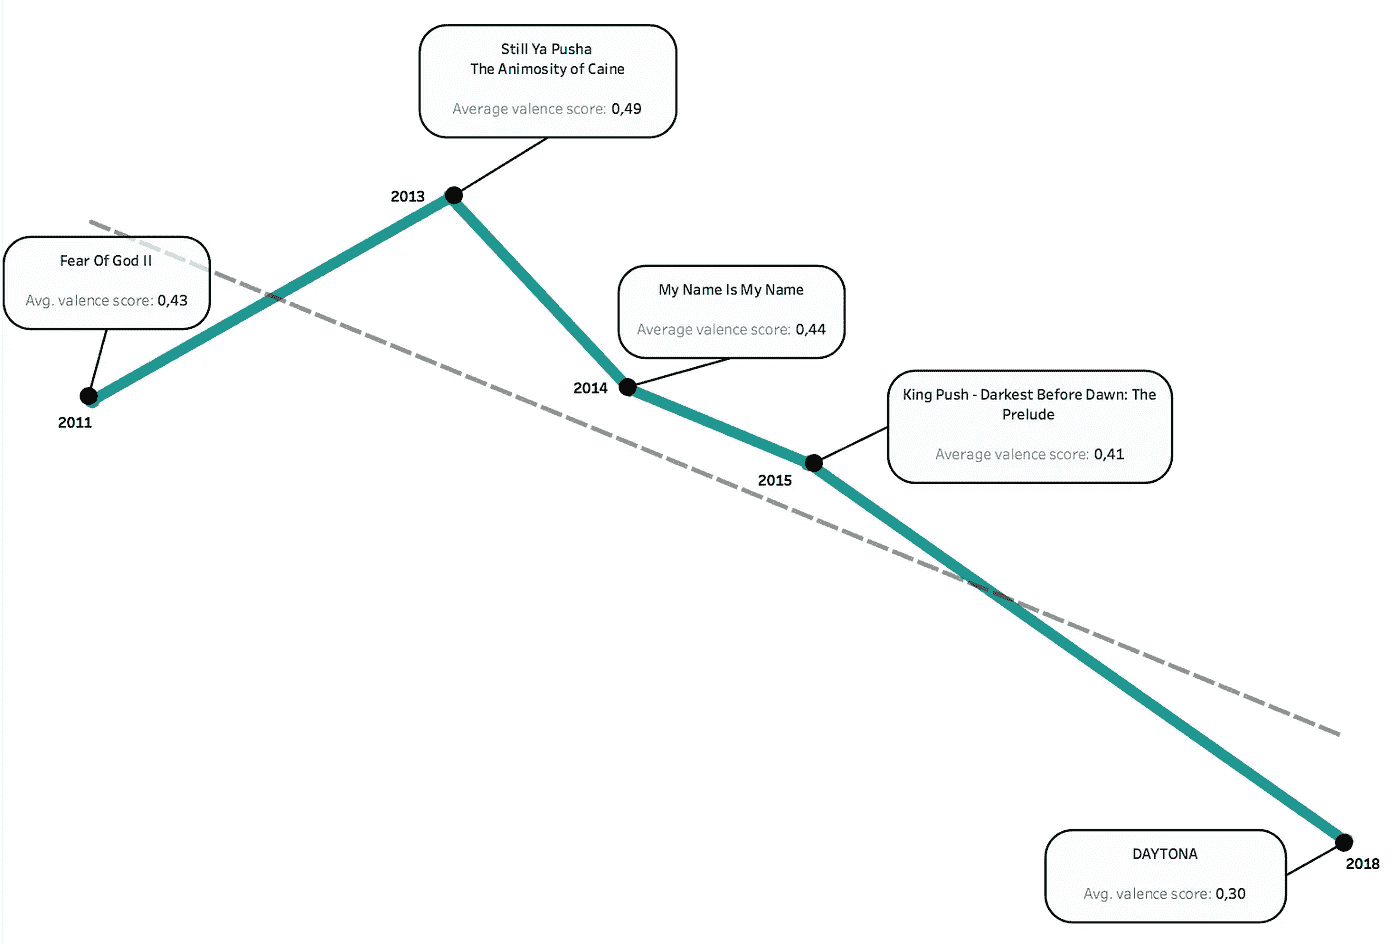 Still Ya Pusha
The Animosity of Caine
Average valence score: 0,49
2013
Fear Of God II
Avg. valence score: 0,43
2011
My Name Is My Name
Average valence score: 0,44
2014
King Push - Darkest Before Dawn: The
Prelude
Average valence score: 0,41
2015
DAYTONA
Avg. valence score: 0,30
2018